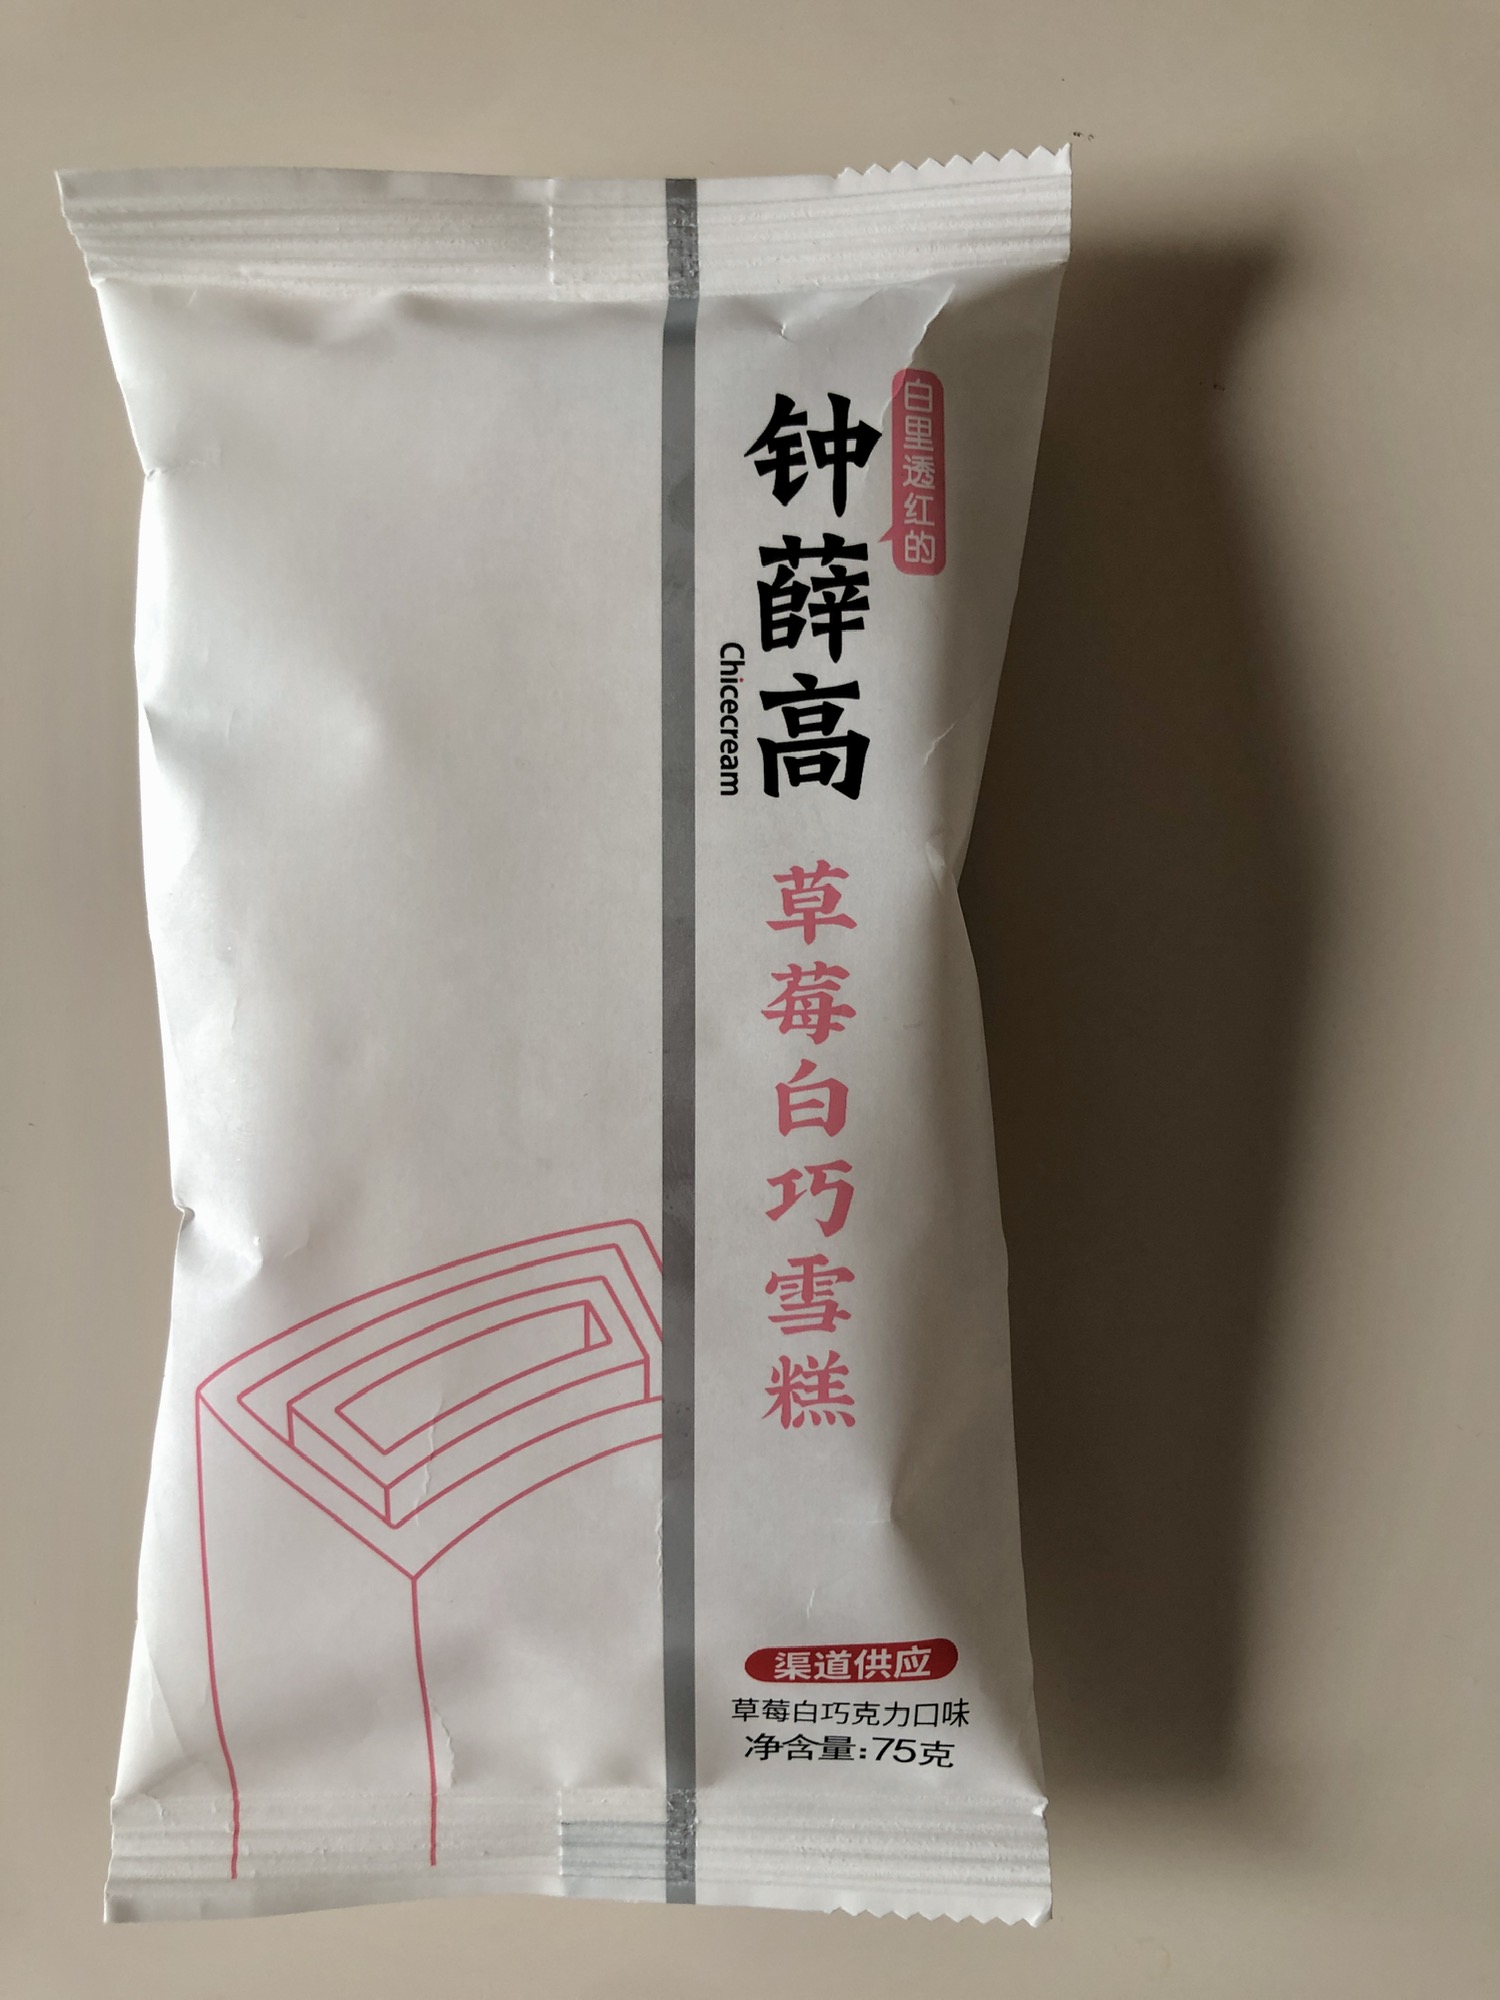 白里透红的
钟薛高
Chicecream
草莓白巧雪糕
渠道供应
草莓白巧克力口味
净含量:75克